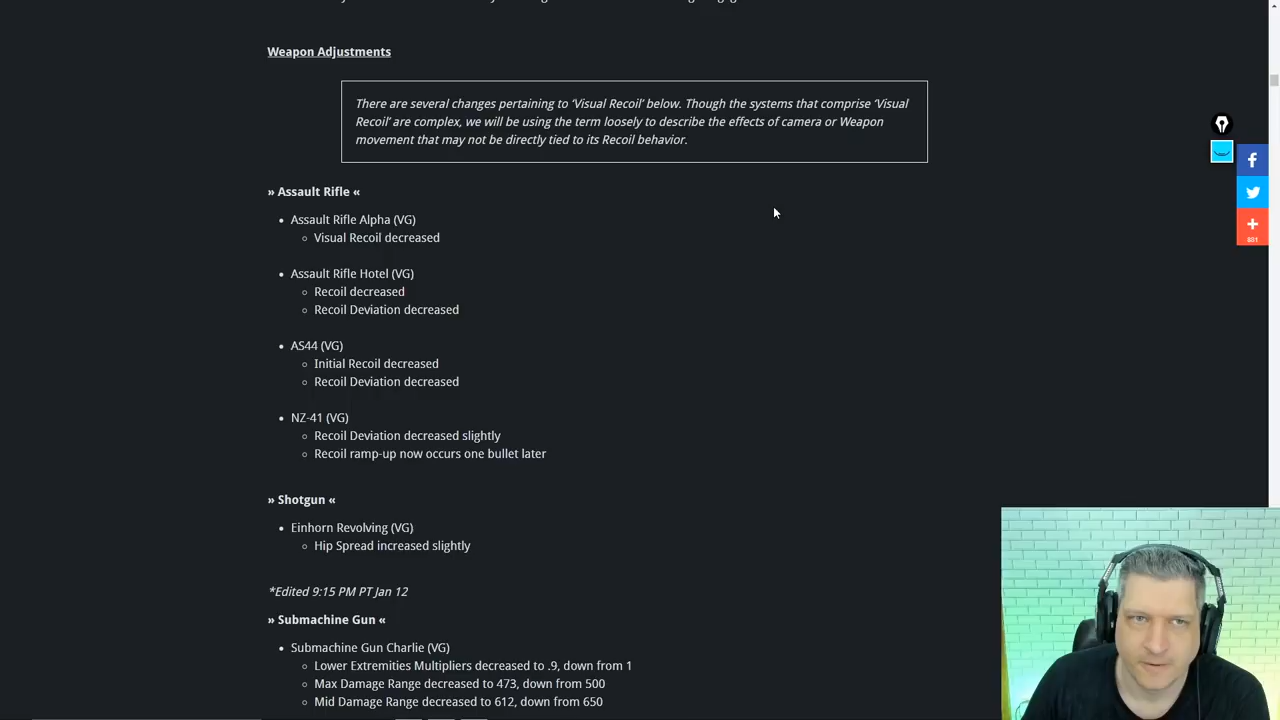 Weapon Adjustments
There are several changes pertaining to ‘Visual Recoil’ below. Though the systems that comprise ‘Visual
Recoil’ are complex, we will be using the term loosely to describe the effects of camera or Weapon
movement that may not be directly tied to its Recoil behavior.
» Assault Rifle «
Assault Rifle Alpha (VG)
Visual Recoil decreased
Assault Rifle Hotel (VG)
Recoil decreased
Recoil Deviation decreased
AS44 (VG)
Initial Recoil decreased
Recoil Deviation decreased
NZ-41 (VG)
Recoil Deviation decreased slightly
Recoil ramp-up now occurs one bullet later
» Shotgun «
Einhorn Revolving (VG)
Hip Spread increased slightly
*Edited 9:15 PM PT Jan 12
» Submachine Gun «
Submachine Gun Charlie (VG)
Lower Extremities Multipliers decreased to .9, down from 1
Max Damage Range decreased to 473, down from 500
Mid Damage Range decreased to 612, down from 650
881